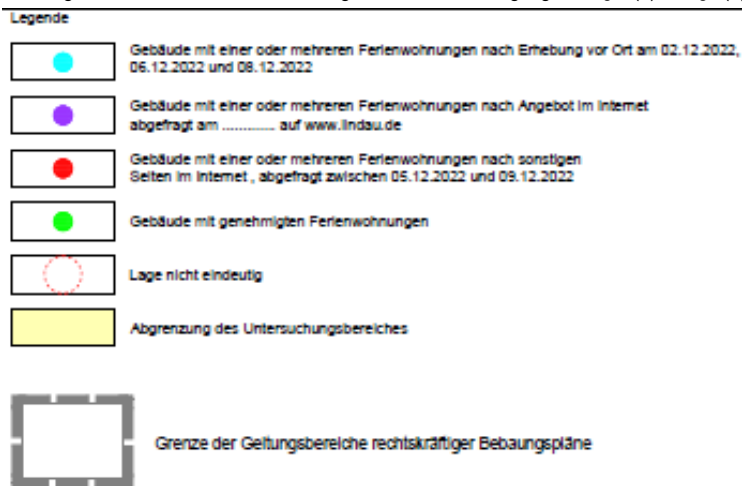 Legende
Gebäude mit einer oder mehreren Ferienwohnungen nach Erhebung vor Ort am 02.12.2022,
06.12.2022 und 08.12.2022
Gebäude mit einer oder mehreren Ferienwohnungen nach Angebot im Internet
abgefragt am ............. auf www.lindau.de
Gebäude mit einer oder mehreren Ferienwohnungen nach sonstigen
Seiten im Internet , abgefragt zwischen 05.12.2022 und 09.12.2022
Gebäude mit genehmigten Ferienwohnungen
Lage nicht eindeutig
Abgrenzung des Untersuchungsbereiches
Grenze der Geltungsbereiche rechtskräftiger Bebaungspläne